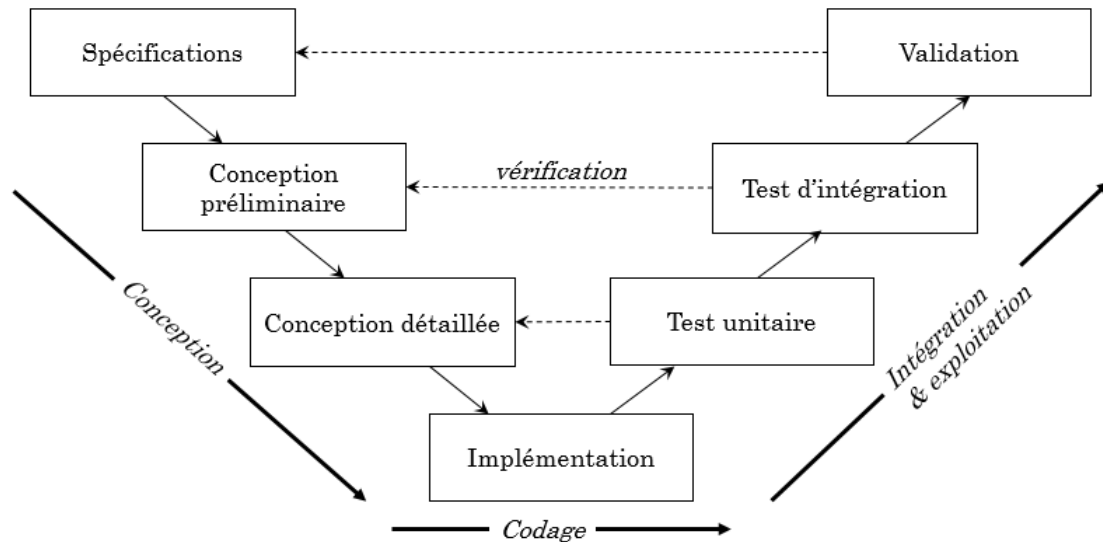 Spécifications
Validation
Conception
préliminaire
vérification
Test d'intégration
Conception détaillée
Test unitaire
Conception
Intégration
& exploitation
Implémentation
Codage